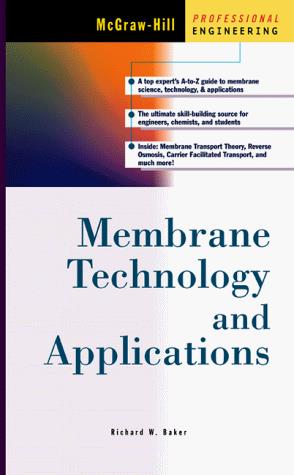 McGraw-Hill PROFESSIONAL
ENGINEERING
A top expert's A-to-Z guide to membrane
science, technology, & applications
The ultimate skill-building source for
engineers, chemists, and students
Inside: Membrane Transport Theory, Reverse
Osmosis, Carrier Facilitated Transport, and
much more!
Membrane
Technology
and
Applications
Richard W. Baker